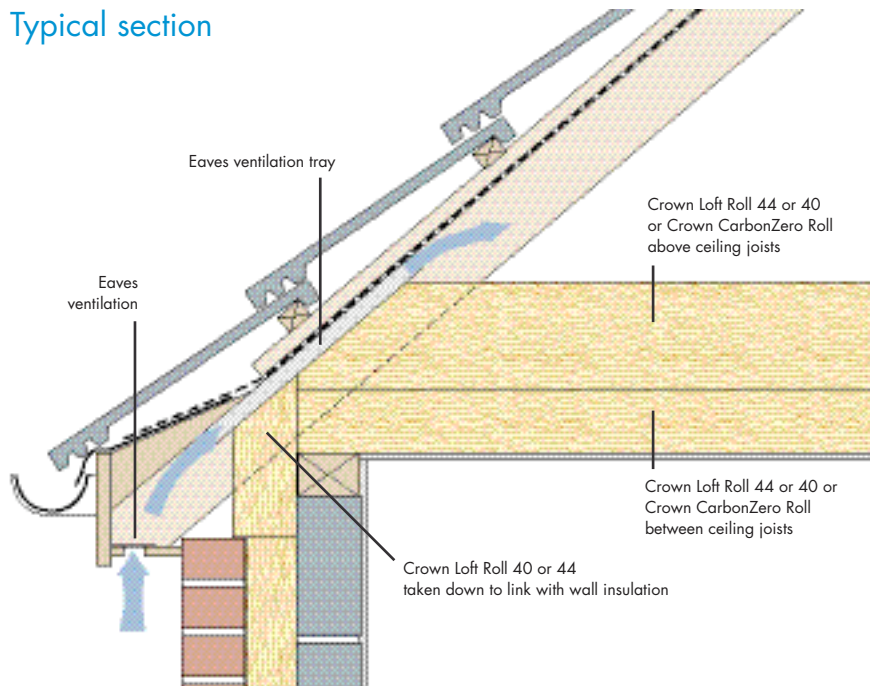 Typical section
Eaves ventilation tray
Crown Loft Roll 44 or 40
or Crown CarbonZero Roll
above ceiling joists
Eaves
ventilation
Crown Loft Roll 44 or 40 or
Crown CarbonZero Roll
between ceiling joists
Crown Loft Roll 40 or 44
taken down to link with wall insulation